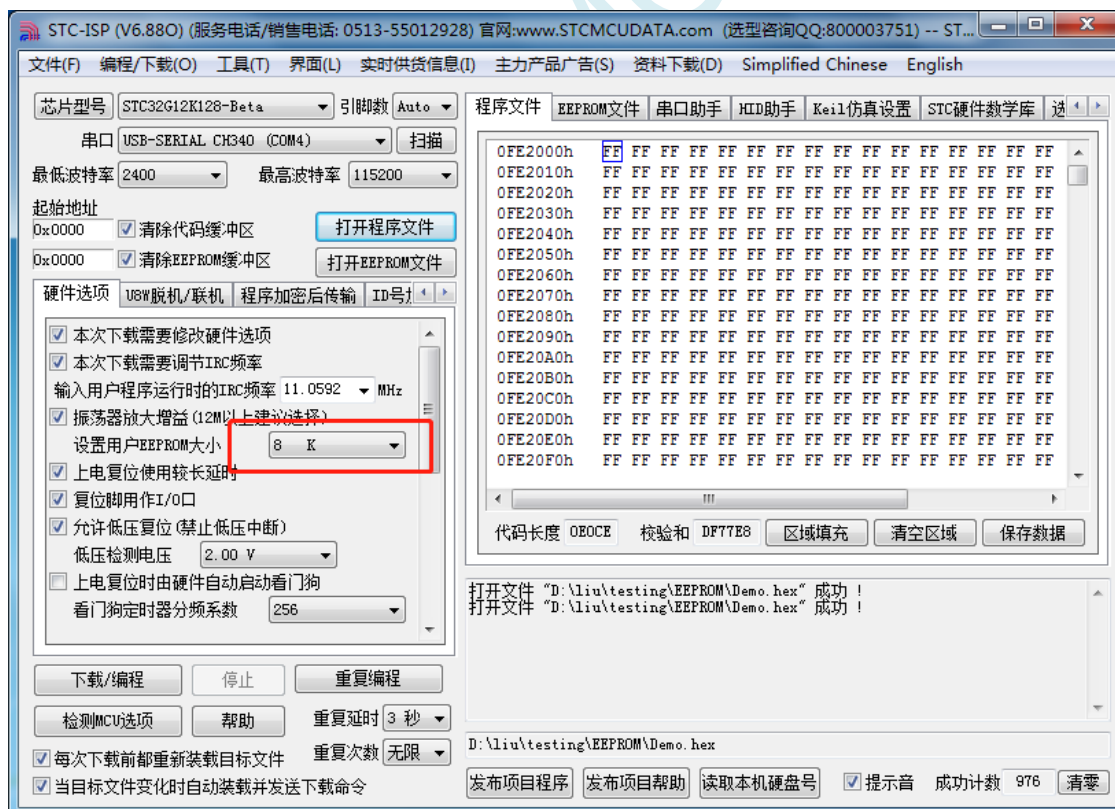 STC-ISP (V6.88O) (服务电话/销售电话: 0513-55012928) 官网:www.STCMCUDATA.com (选型咨询QQ:800003751) -- ST...
文件(F) 编程/下载(O) 工具(T) 界面(L) 实时供货信息(I) 主力产品广告(S) 资料下载(D) Simplified Chinese English
芯片型号 STC32G12K128-Beta 引脚数 Auto
串口 USB-SERIAL CH340 (COM4) 扫描
最低波特率 2400 最高波特率 115200
起始地址
0x0000 清除代码缓冲区 打开程序文件
0x0000 清除EEPROM缓冲区 打开EEPROM文件
硬件选项 U8W脱机/联机 程序加密后传输 ID号
本次下载需要修改硬件选项
本次下载需要调节IRC频率
输入用户程序运行时的IRC频率 11.0592 MHz
振荡器放大增益(12M以上建议选择)
设置用户EEPROM大小 8 K
上电复位使用较长延时
复位脚用作I/O口
允许低压复位(禁止低压中断)
低压检测电压 2.00 V
上电复位时由硬件自动启动看门狗
看门狗定时器分频系数 256
下载/编程 停止 重复编程
检测MCU选项 帮助 重复延时 3 秒
每次下载前都重新装载目标文件 重复次数 无限
当目标文件变化时自动装载并发送下载命令
程序文件 EEPROM文件 串口助手 HID助手 Keil仿真设置 STC硬件数学库 选
0FE2000h FF FF FF FF FF FF FF FF FF FF FF FF FF FF FF FF
0FE2010h FF FF FF FF FF FF FF FF FF FF FF FF FF FF FF FF
0FE2020h FF FF FF FF FF FF FF FF FF FF FF FF FF FF FF FF
0FE2030h FF FF FF FF FF FF FF FF FF FF FF FF FF FF FF FF
0FE2040h FF FF FF FF FF FF FF FF FF FF FF FF FF FF FF FF
0FE2050h FF FF FF FF FF FF FF FF FF FF FF FF FF FF FF FF
0FE2060h FF FF FF FF FF FF FF FF FF FF FF FF FF FF FF FF
0FE2070h FF FF FF FF FF FF FF FF FF FF FF FF FF FF FF FF
0FE2080h FF FF FF FF FF FF FF FF FF FF FF FF FF FF FF FF
0FE2090h FF FF FF FF FF FF FF FF FF FF FF FF FF FF FF FF
0FE20A0h FF FF FF FF FF FF FF FF FF FF FF FF FF FF FF FF
0FE20B0h FF FF FF FF FF FF FF FF FF FF FF FF FF FF FF FF
0FE20C0h FF FF FF FF FF FF FF FF FF FF FF FF FF FF FF FF
0FE20D0h FF FF FF FF FF FF FF FF FF FF FF FF FF FF FF FF
0FE20E0h FF FF FF FF FF FF FF FF FF FF FF FF FF FF FF FF
0FE20F0h FF FF FF FF FF FF FF FF FF FF FF FF FF FF FF FF
代码长度 0E0CE 校验和 DF77E8 区域填充 清空区域 保存数据
打开文件 "D:\liu\testing\EEPROM\Demo.hex" 成功 !
打开文件 "D:\liu\testing\EEPROM\Demo.hex" 成功 !
D:\liu\testing\EEPROM\Demo.hex
发布项目程序 发布项目帮助 读取本机硬盘号 提示音 成功计数 976 清零